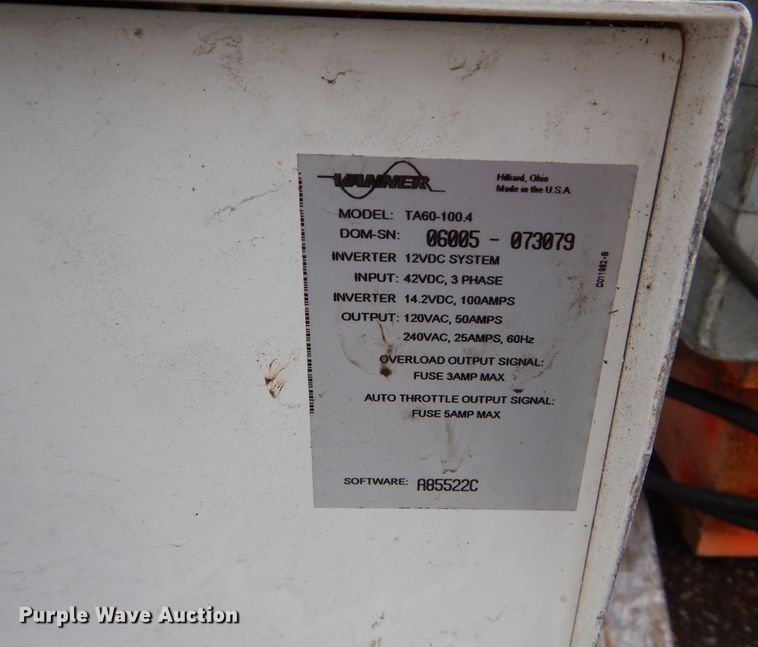 VANNER
Hilliard, Ohio
Made in the U.S.A.
MODEL: TA60-100.4
DOM-SN: 06005 - 073079
INVERTER 12VDC SYSTEM
INPUT: 42VDC, 3 PHASE
INVERTER 14.2VDC, 100AMPS
OUTPUT: 120VAC, 50AMPS
240VAC, 25AMPS, 60Hz
OVERLOAD OUTPUT SIGNAL:
FUSE 3AMP MAX
AUTO THROTTLE OUTPUT SIGNAL:
FUSE 5AMP MAX
SOFTWARE: A85522C
D011982-B
Purple Wave Auction